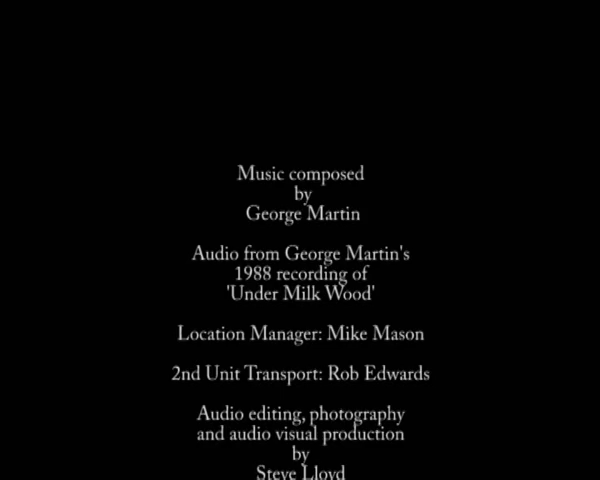 Music composed
by
George Martin
Audio from George Martin's
1988 recording of
'Under Milk Wood'
Location Manager: Mike Mason
2nd Unit Transport: Rob Edwards
Audio editing, photography
and audio visual production
by
Steve Lloyd